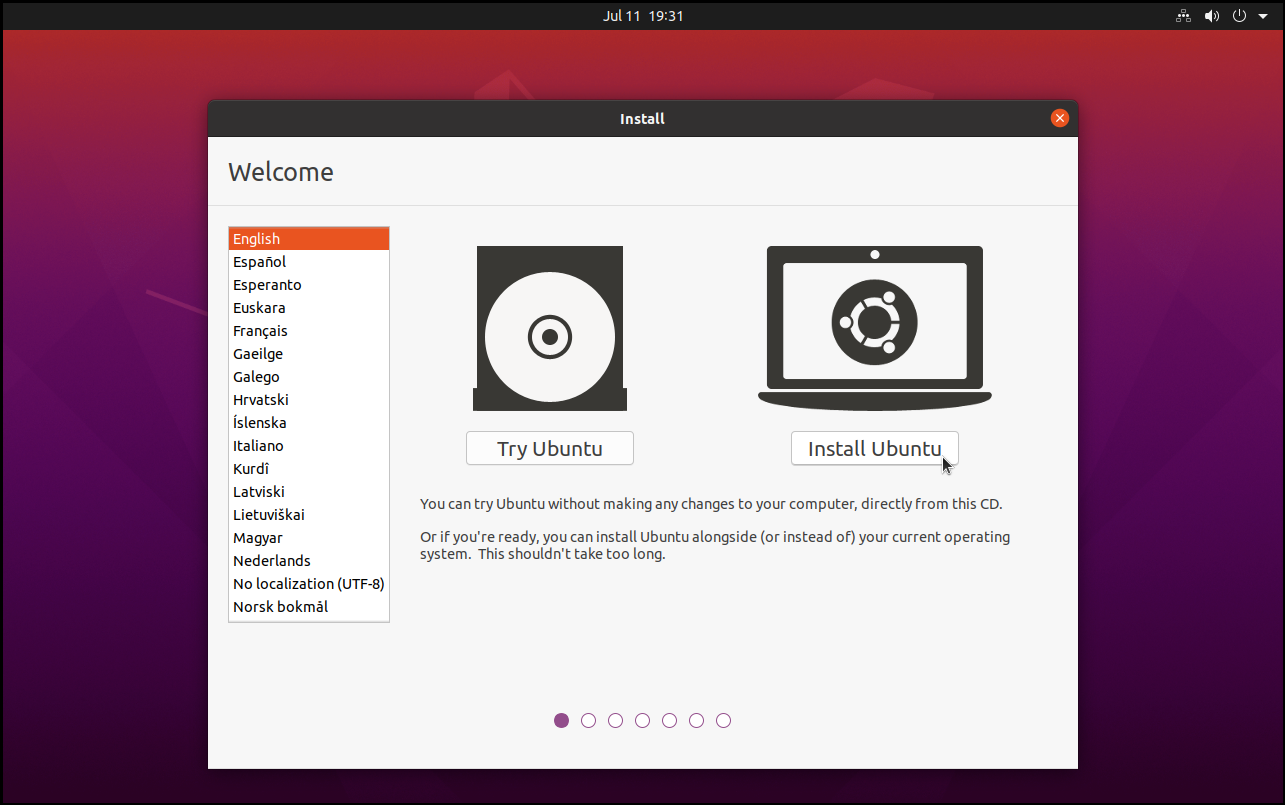 Jul 11 19:31
Install
Welcome
English
Español
Esperanto
Euskara
Français
Gaeilge
Galego
Hrvatski
Íslenska
Italiano
Kurdî
Latviski
Lietuviškai
Magyar
Nederlands
No localization (UTF-8)
Norsk bokmål
Try Ubuntu
Install Ubuntu
You can try Ubuntu without making any changes to your computer, directly from this CD.
Or if you're ready, you can install Ubuntu alongside (or instead of) your current operating
system. This shouldn't take too long.